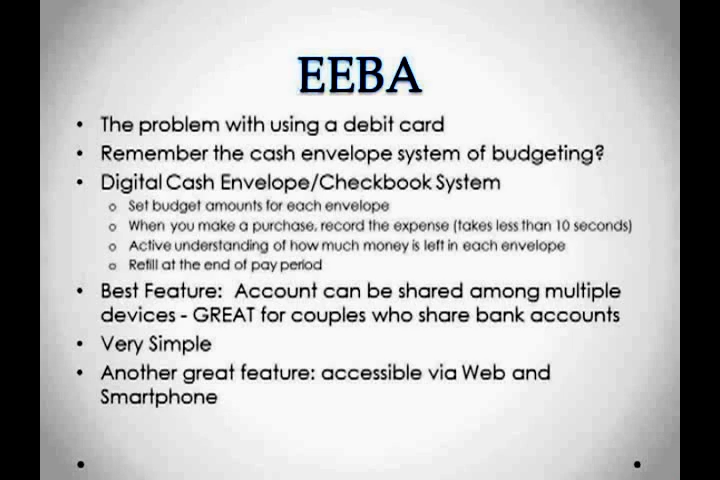 EEBA
• The problem with using a debit card
• Remember the cash envelope system of budgeting?
• Digital Cash Envelope/Checkbook System
o Set budget amounts for each envelope
o When you make a purchase, record the expense (takes less than 10 seconds)
o Active understanding of how much money is left in each envelope
o Refill at the end of pay period
• Best Feature: Account can be shared among multiple
devices - GREAT for couples who share bank accounts
• Very Simple
• Another great feature: accessible via Web and
Smartphone